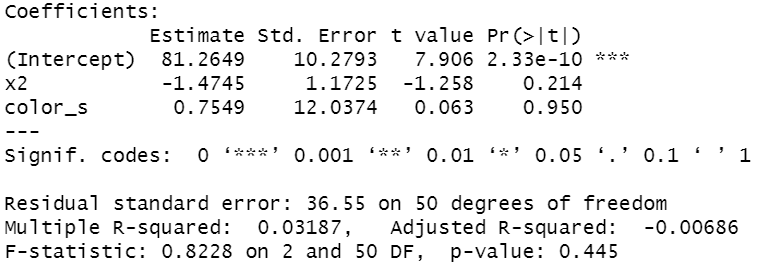 Coefficients:
            Estimate Std. Error t value Pr(>|t|)
(Intercept)  81.2649    10.2793   7.906 2.33e-10 ***
x2           -1.4745     1.1725  -1.258    0.214
color_s       0.7549    12.0374   0.063    0.950
---
Signif. codes:  0 ‘***’ 0.001 ‘**’ 0.01 ‘*’ 0.05 ‘.’ 0.1 ‘ ’ 1

Residual standard error: 36.55 on 50 degrees of freedom
Multiple R-squared:  0.03187,   Adjusted R-squared:  -0.00686
F-statistic: 0.8228 on 2 and 50 DF,  p-value: 0.445